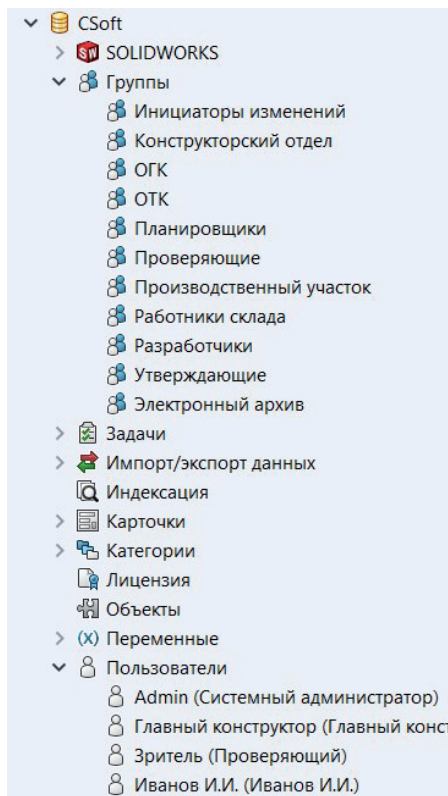 CSoft
SOLIDWORKS
Группы
Инициаторы изменений
Конструкторский отдел
ОГК
ОТК
Планировщики
Проверяющие
Производственный участок
Работники склада
Разработчики
Утверждающие
Электронный архив
Задачи
Импорт/экспорт данных
Индексация
Карточки
Категории
Лицензия
Объекты
(x) Переменные
Пользователи
Admin (Системный администратор)
Главный конструктор (Главный конст
Зритель (Проверяющий)
Иванов И.И. (Иванов И.И.)